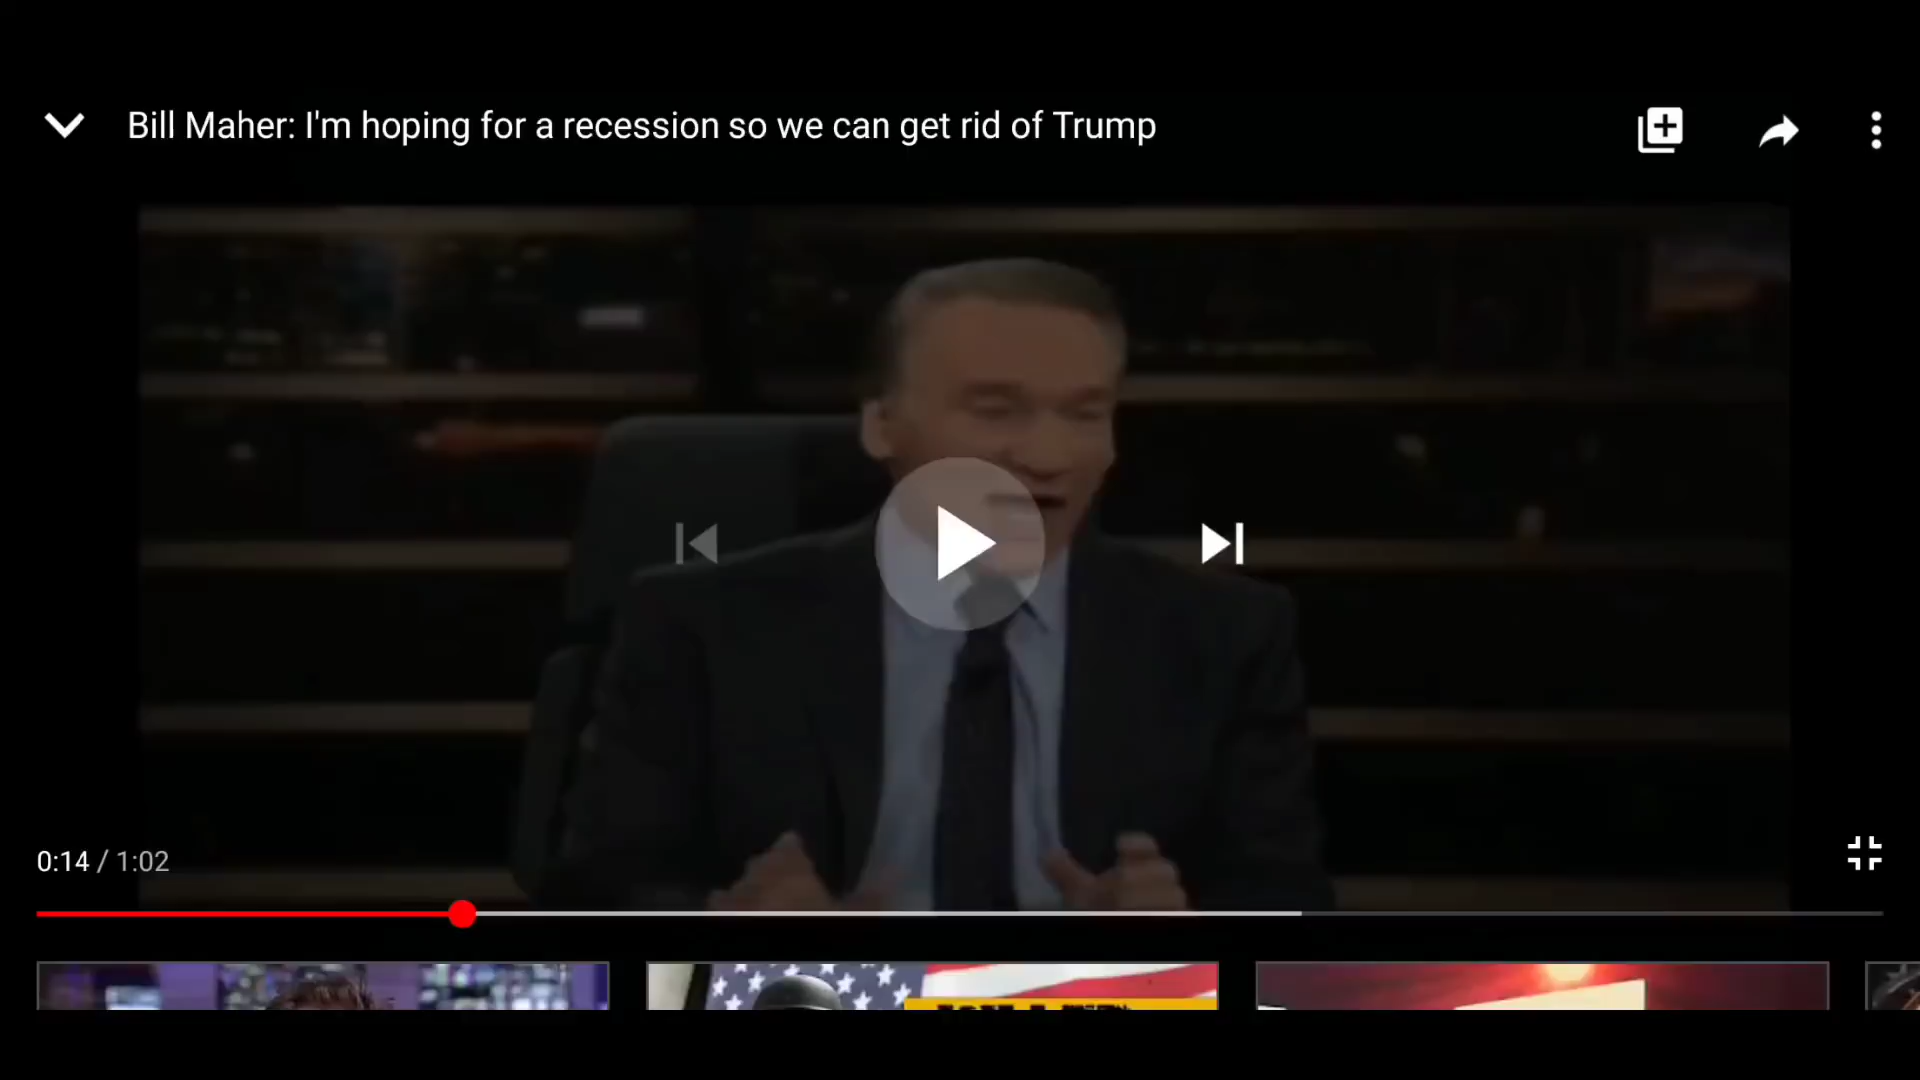 Bill Maher: I'm hoping for a recession so we can get rid of Trump
0:14 / 1:02